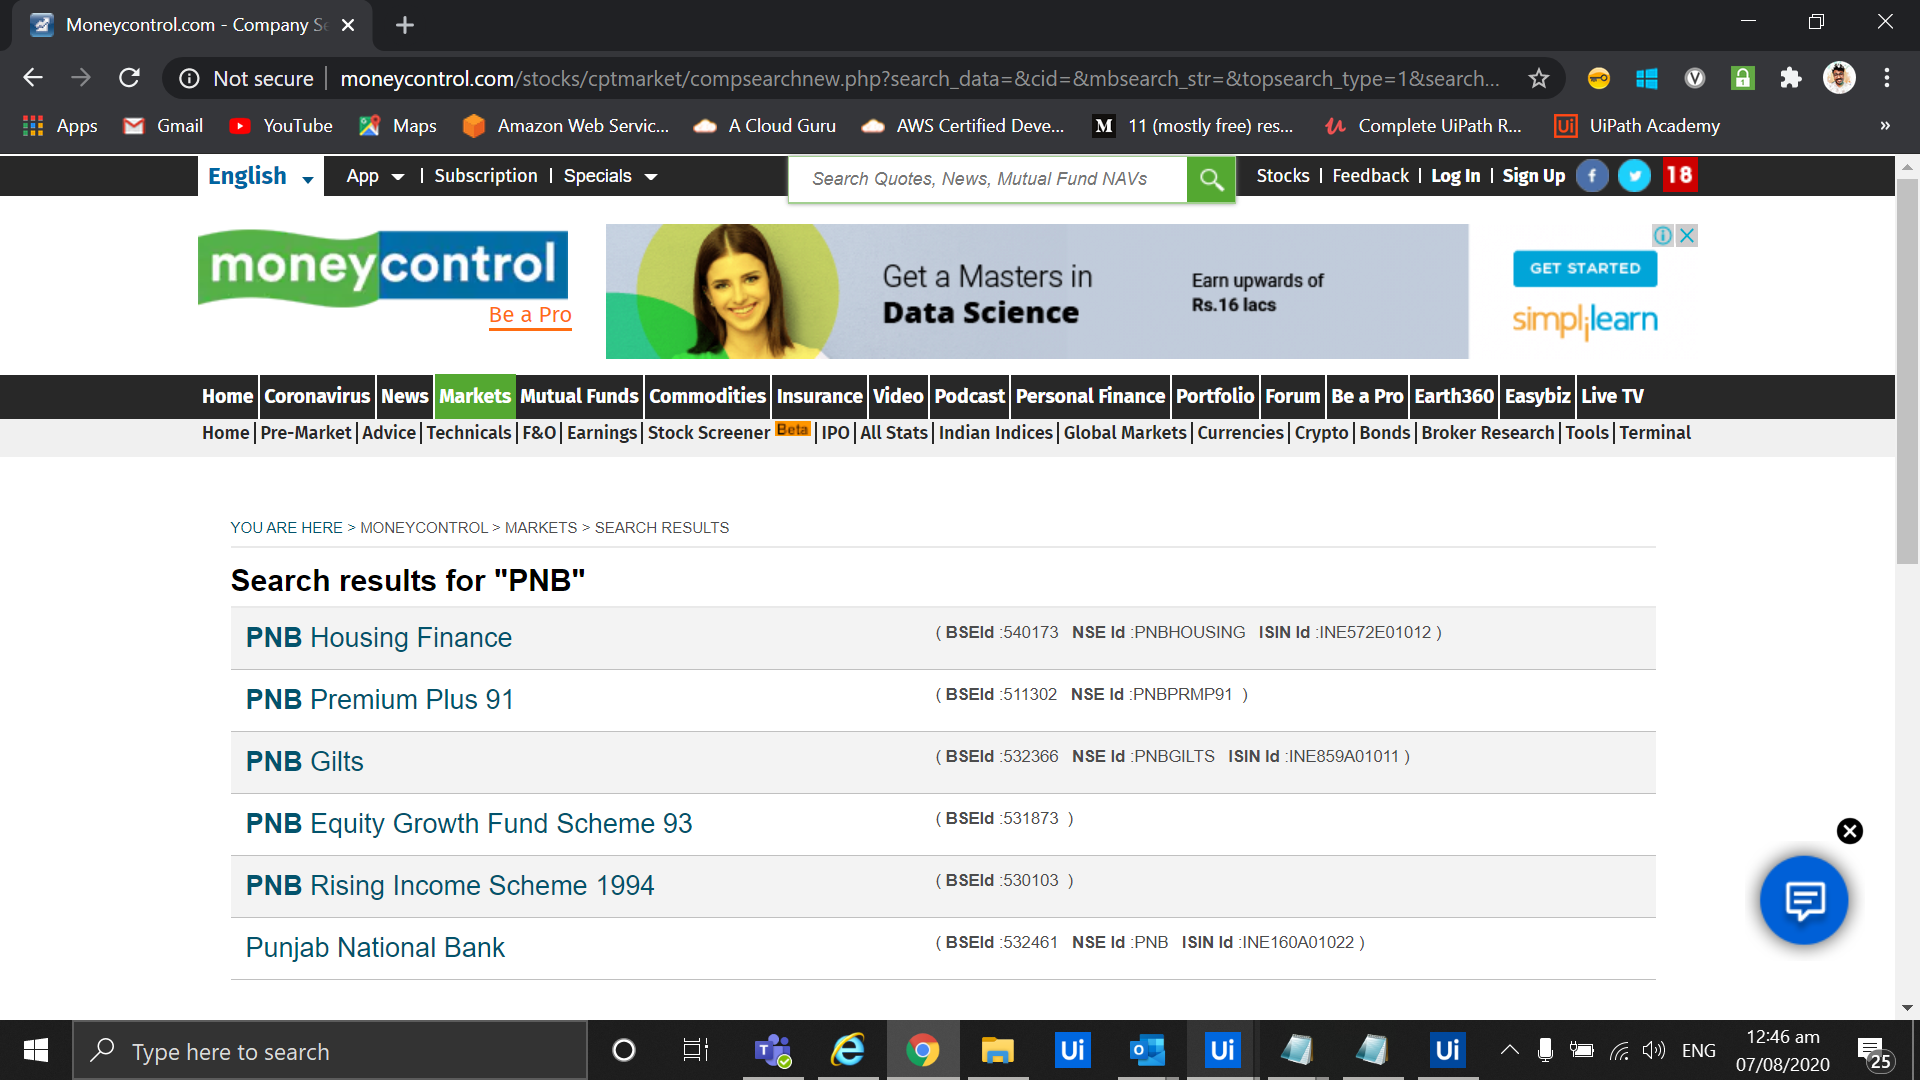 Moneycontrol.com - Company Se
Not secure | moneycontrol.com/stocks/cptmarket/compsearchnew.php?search_data=&cid=&mbsearch_str=&topsearch_type=1&search...
Apps Gmail YouTube Maps Amazon Web Servic... A Cloud Guru AWS Certified Deve... M 11 (mostly free) res... Complete UiPath R... Ui UiPath Academy »
English App | Subscription | Specials Search Quotes, News, Mutual Fund NAVs Stocks | Feedback | Log In | Sign Up f 18
moneycontrol
Be a Pro
Get a Masters in
Data Science
Earn upwards of
Rs.16 lacs
GET STARTED
simplilearn
Home Coronavirus News Markets Mutual Funds Commodities Insurance Video Podcast Personal Finance Portfolio Forum Be a Pro Earth360 Easybiz Live TV
Home | Pre-Market | Advice | Technicals | F&O | Earnings | Stock Screener Beta | IPO | All Stats | Indian Indices | Global Markets | Currencies | Crypto | Bonds | Broker Research | Tools | Terminal
YOU ARE HERE > MONEYCONTROL > MARKETS > SEARCH RESULTS
Search results for "PNB"
PNB Housing Finance ( BSEId :540173 NSE Id :PNBHOUSING ISIN Id :INE572E01012 )
PNB Premium Plus 91 ( BSEId :511302 NSE Id :PNBPRMP91 )
PNB Gilts ( BSEId :532366 NSE Id :PNBGILTS ISIN Id :INE859A01011 )
PNB Equity Growth Fund Scheme 93 ( BSEId :531873 )
PNB Rising Income Scheme 1994 ( BSEId :530103 )
Punjab National Bank ( BSEId :532461 NSE Id :PNB ISIN Id :INE160A01022 )
Type here to search Ui Ui Ui ENG 12:46 am
07/08/2020 25